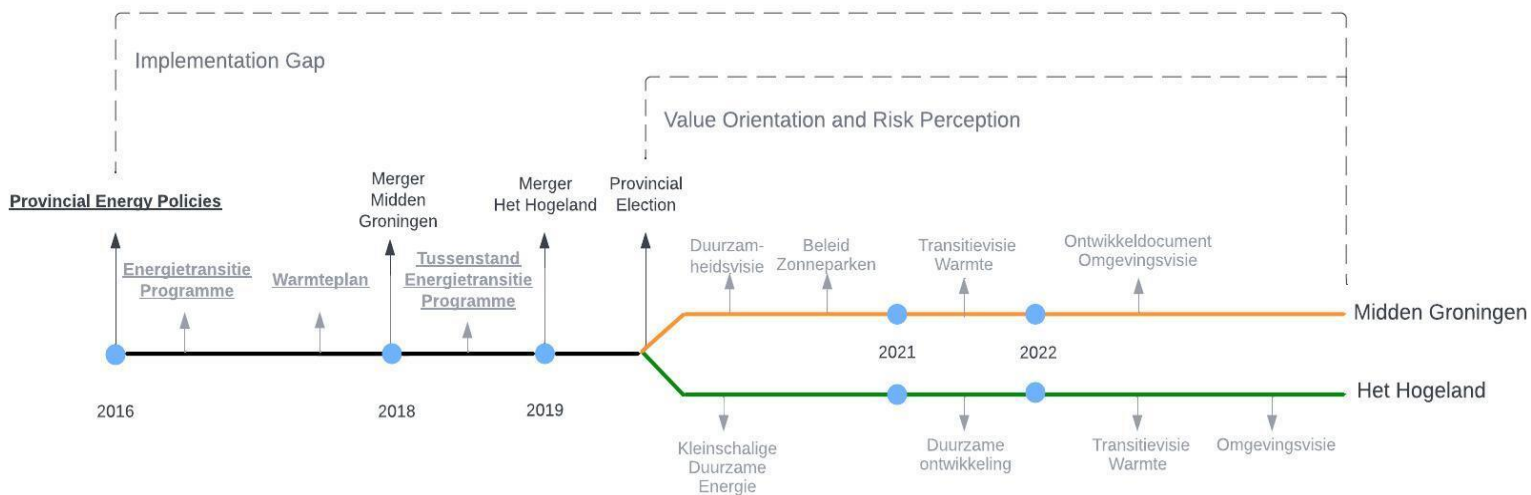 Implementation Gap
Value Orientation and Risk Perception
Provincial Energy Policies
Merger
Midden
Groningen
Merger
Het Hogeland
Provincial
Election
Energietransitie
Programme
Warmteplan
Tussenstand
Energietransitie
Programme
Duurzam-
heidsvisie
Beleid
Zonneparken
Transitievisie
Warmte
Ontwikkeldocument
Omgevingsvisie
Midden Groningen
2021
2022
Het Hogeland
2016
2018
2019
Kleinschalige
Duurzame
Energie
Duurzame
ontwikkeling
Transitievisie
Warmte
Omgevingsvisie